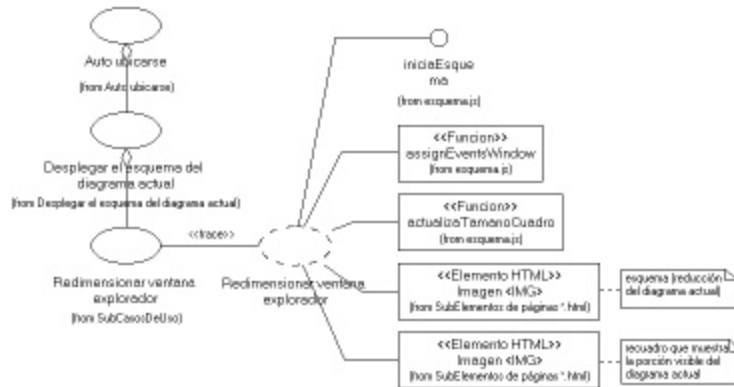 Auto ubicarse
(from Auto ubicarse)
Desplegar el esquema del
diagrama actual
(from Desplegar el esquema del diagrama actual)
Redimensionar ventana
explorador
(from SubCasosDeUso)
<<trace>>
Redimensionar ventana
explorador
iniciaEsque
ma
(from esquema.js)
<<Funcion>>
assignEventsWindow
(from esquema.js)
<<Funcion>>
actualizaTamanoCuadro
(from esquema.js)
<<Elemento HTML>>
Imagen <IMG>
(from SubElementos de páginas *.html)
esquema (reducción
del diagrama actual)
<<Elemento HTML>>
Imagen <IMG>
(from SubElementos de páginas *.html)
recuadro que muestra
la porción visible del
diagrama actual